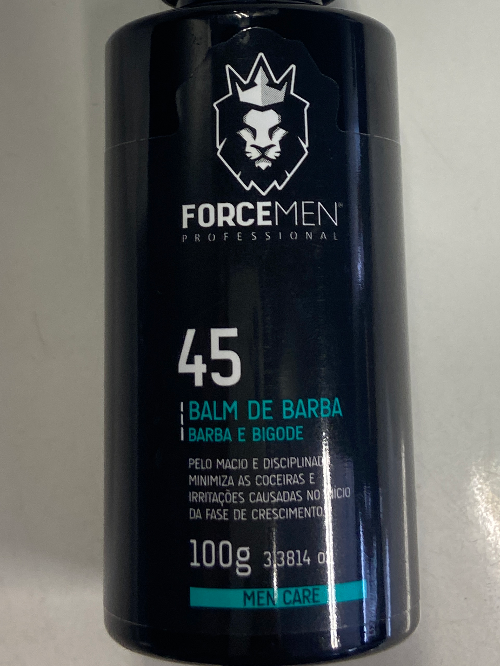 FORCEMEN
PROFESSIONAL
45
BALM DE BARBA
BARBA E BIGODE
PELO MACIO E DISCIPLINADO
MINIMIZA AS COCEIRAS E
IRRITAÇÕES CAUSADAS NO INÍCIO
DA FASE DE CRESCIMENTO
100g 3,3814 oz
MEN CARE